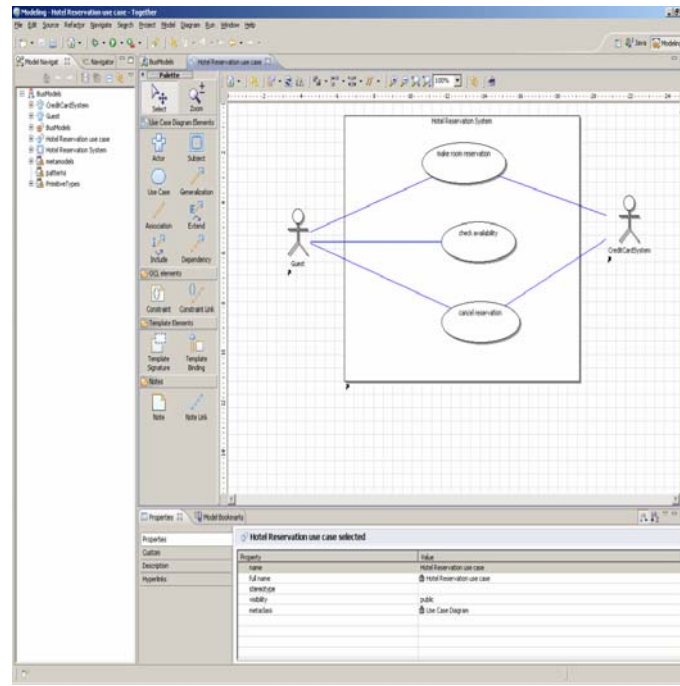 Modeling - Hotel Reservation use case - Together
File Edit Source Refactor Navigate Search Project Model Diagram Run Window Help
Java Modeling
Model Navigat Navigator
BusModels Hotel Reservation use case
BusModels
CreditCardSystem
Guest
BusModels
Hotel Reservation use case
Hotel Reservation System
metamodels
patterns
PrimitiveTypes
Palette
Select Zoom
Use Case Diagram Elements
Actor Subject
Use Case Generalization
Association Extend
Include Dependency
OCL elements
Constraint Constraint Link
Template Elements
Template Signature Template Binding
Notes
Note Note Link
100%
Hotel Reservation System
make room reservation
check availability
cancel reservation
Guest
CreditCardSystem
Properties Model Bookmarks
Properties
Custom
Description
Hyperlinks
Hotel Reservation use case selected
Property Value
name Hotel Reservation use case
full name Hotel Reservation use case
stereotype
visibility public
metaclass Use Case Diagram